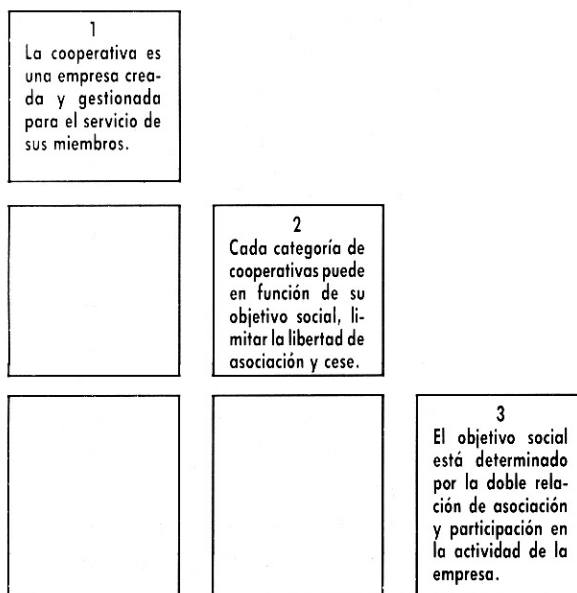 1
La cooperativa es
una empresa crea-
da y gestionada
para el servicio de
sus miembros.
2
Cada categoría de
cooperativas puede
en función de su
objetivo social, li-
mitar la libertad de
asociación y cese.
3
El objetivo social
está determinado
por la doble rela-
ción de asociación
y participación en
la actividad de la
empresa.